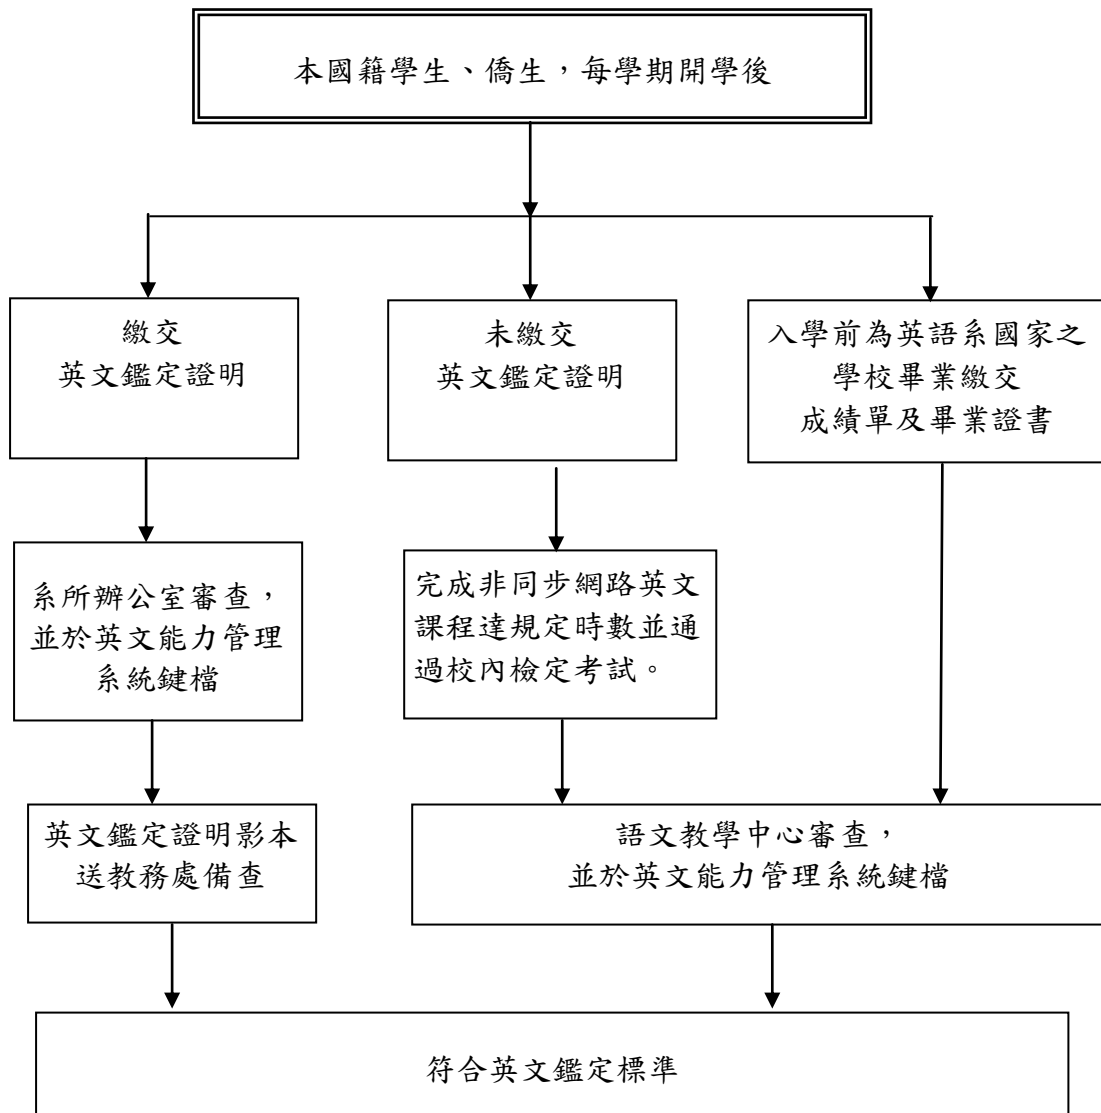 本國籍學生、僑生，每學期開學後
繳交
英文鑑定證明
未繳交
英文鑑定證明
入學前為英語系國家之
學校畢業繳交
成績單及畢業證書
系所辦公室審查，
並於英文能力管理
系統鍵檔
完成非同步網路英文
課程達規定時數並通
過校內檢定考試。
英文鑑定證明影本
送教務處備查
語文教學中心審查，
並於英文能力管理系統鍵檔
符合英文鑑定標準